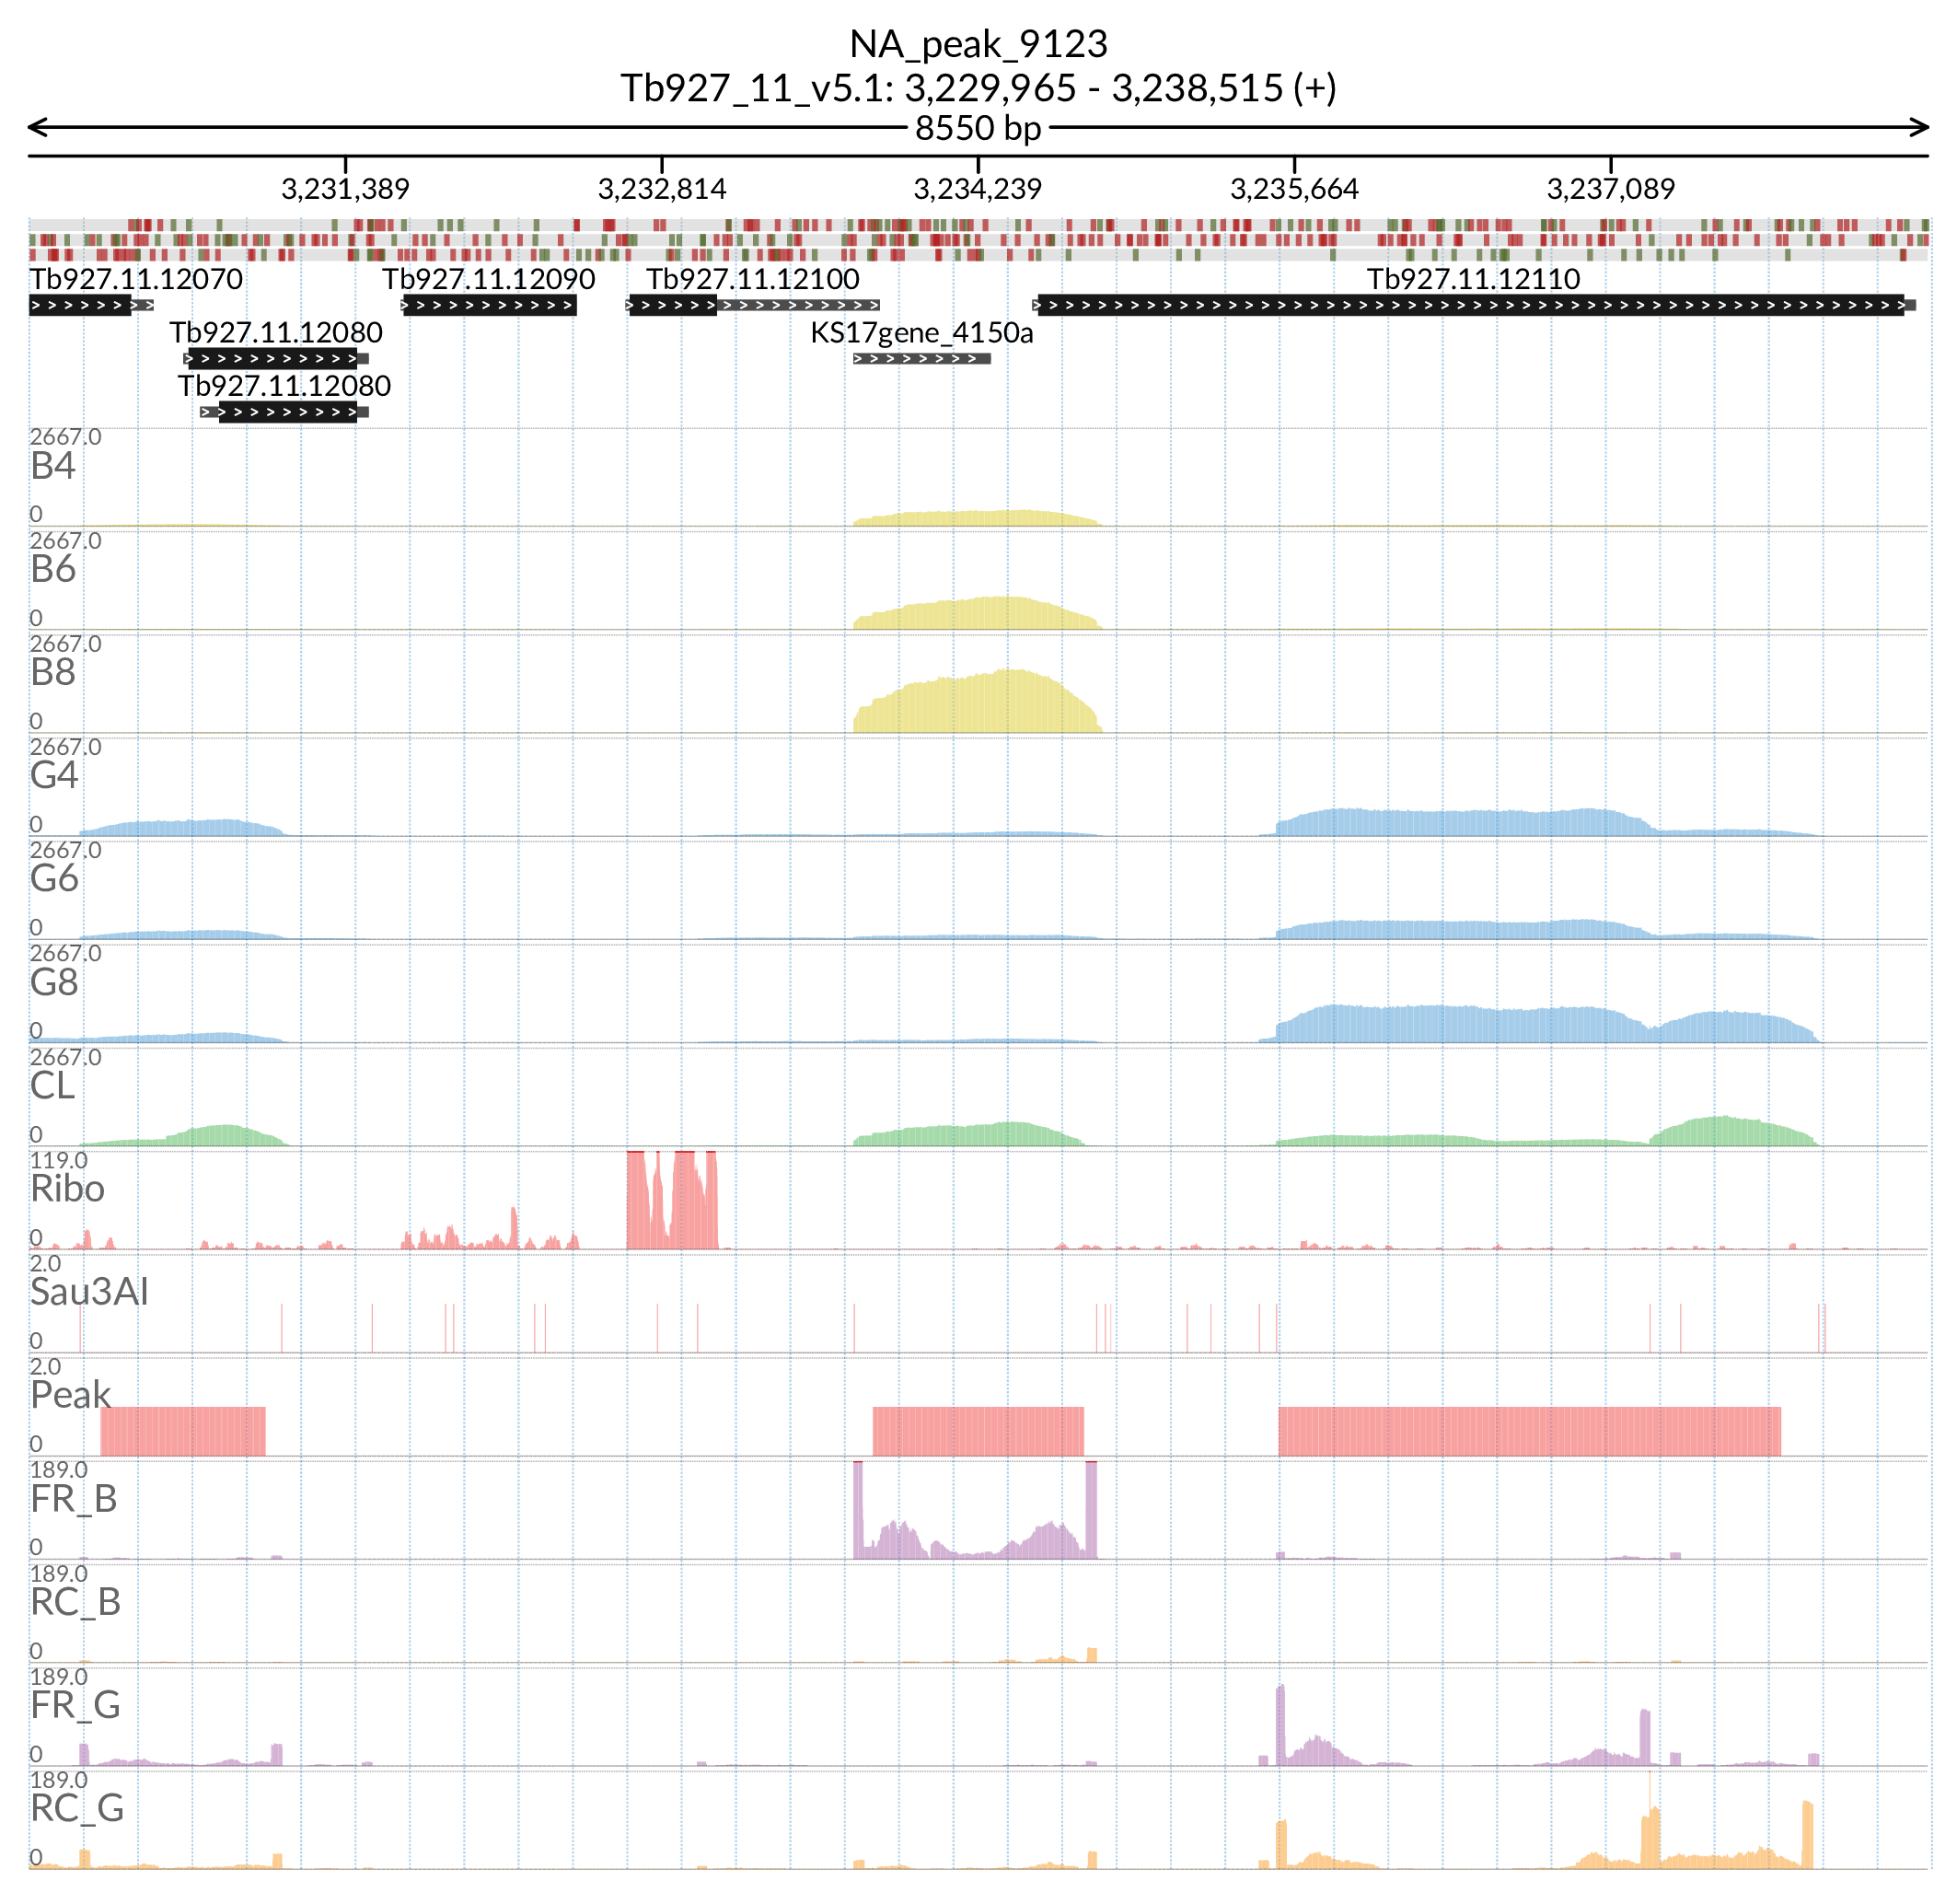 NA_peak_9123
Tb927_11_v5.1: 3,229,965 - 3,238,515 (+)
8550 bp
3,231,389 3,232,814 3,234,239 3,235,664 3,237,089
Tb927.11.12070 Tb927.11.12090 Tb927.11.12100 Tb927.11.12110
Tb927.11.12080 KS17gene_4150a
Tb927.11.12080
2667.0
B4
0
2667.0
B6
0
2667.0
B8
0
2667.0
G4
0
2667.0
G6
0
2667.0
G8
0
2667.0
CL
0
119.0
Ribo
0
2.0
Sau3AI
0
2.0
Peak
0
189.0
FR_B
0
189.0
RC_B
0
189.0
FR_G
0
189.0
RC_G
0